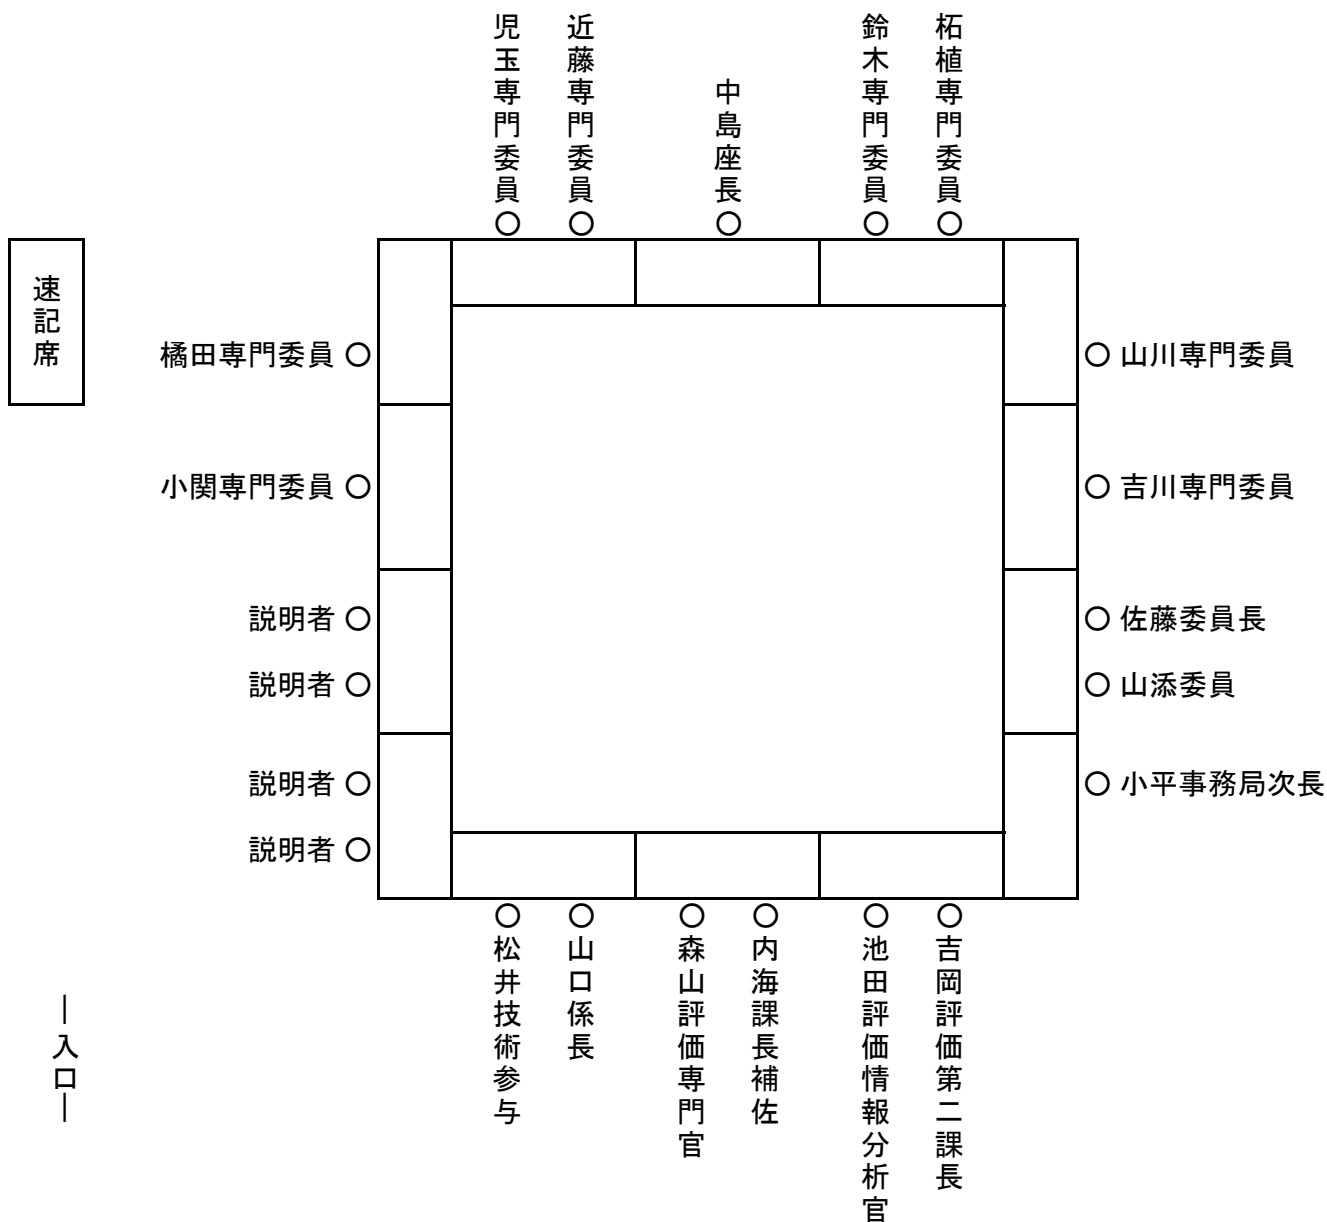 児玉専門委員
近藤専門委員
中島座長
鈴木専門委員
柘植専門委員
速記席
橘田専門委員
山川専門委員
小関専門委員
吉川専門委員
説明者
佐藤委員長
説明者
山添委員
説明者
小平事務局次長
説明者
松井技術参与
山口係長
森山評価専門官
内海課長補佐
池田評価情報分析官
吉岡評価第二課長
―入口―